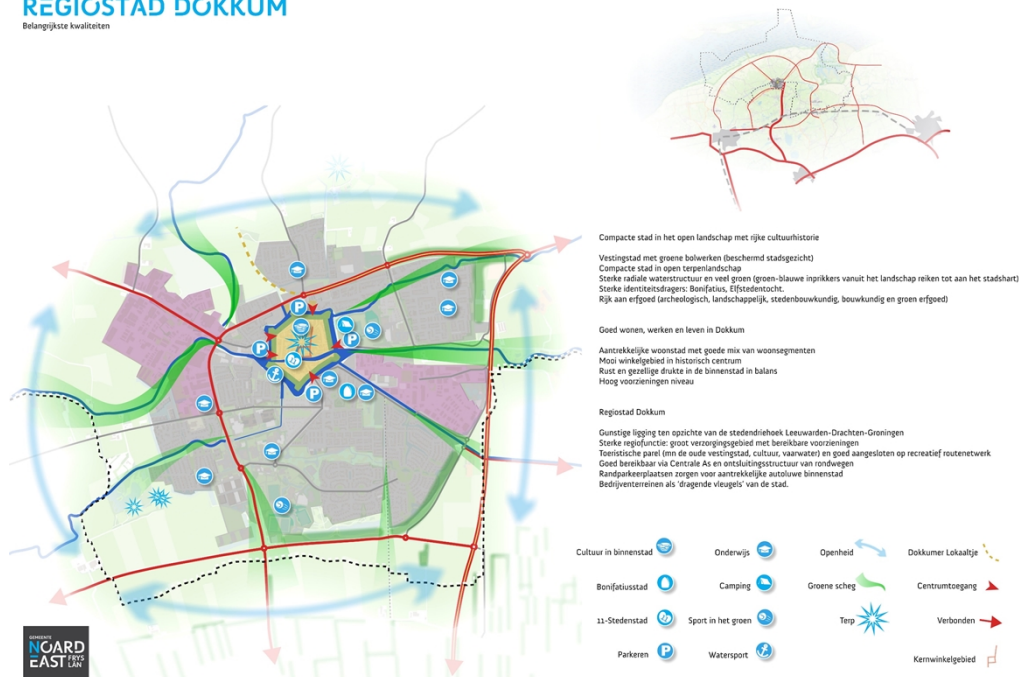 REGIOSTAD DOKKUM
Belangrijkste kwaliteiten
Compacte stad in het open landschap met rijke cultuurhistorie
Vestingstad met groene bolwerken (beschermd stadsgezicht)
Compacte stad in open terpenlandschap
Sterke radiale waterstructuur en veel groen (groen-blauwe inprikkers vanuit het landschap reiken tot aan het stadshart)
Sterke identiteitsdragers: Bonifatius, Elfstedentocht.
Rijk aan erfgoed (archeologisch, landschappelijk, stedenbouwkundig, bouwkundig en groen erfgoed)
Goed wonen, werken en leven in Dokkum
Aantrekkelijke woonstad met goede mix van woonsegmenten
Mooi winkelgebied in historisch centrum
Rust en gezellige drukte in de binnenstad in balans
Hoog voorzieningen niveau
Regiostad Dokkum
Gunstige ligging ten opzichte van de stedendriehoek Leeuwarden-Drachten-Groningen
Sterke regiofunctie: groot verzorgingsgebied met bereikbare voorzieningen
Toeristische parel (mn de oude vestingstad, cultuur, vaarwater) en goed aangesloten op recreatief routenetwerk
Goed bereikbaar via Centrale As en ontsluitingsstructuur van rondwegen
Randparkeerplaatsen zorgen voor aantrekkelijke autoluwe binnenstad
Bedrijventerreinen als 'dragende vleugels' van de stad.
P
P
P
P
Cultuur in binnenstad
Onderwijs
Openheid
Dokkumer Lokaaltje
Bonifatiusstad
Camping
Groene scheg
Centrumtoegang
11-Stedenstad
Sport in het groen
Terp
Verbonden
Parkeren
P
Watersport
Kernwinkelgebied
GEMEENTE
NOARD
EAST FRYS
LÂN